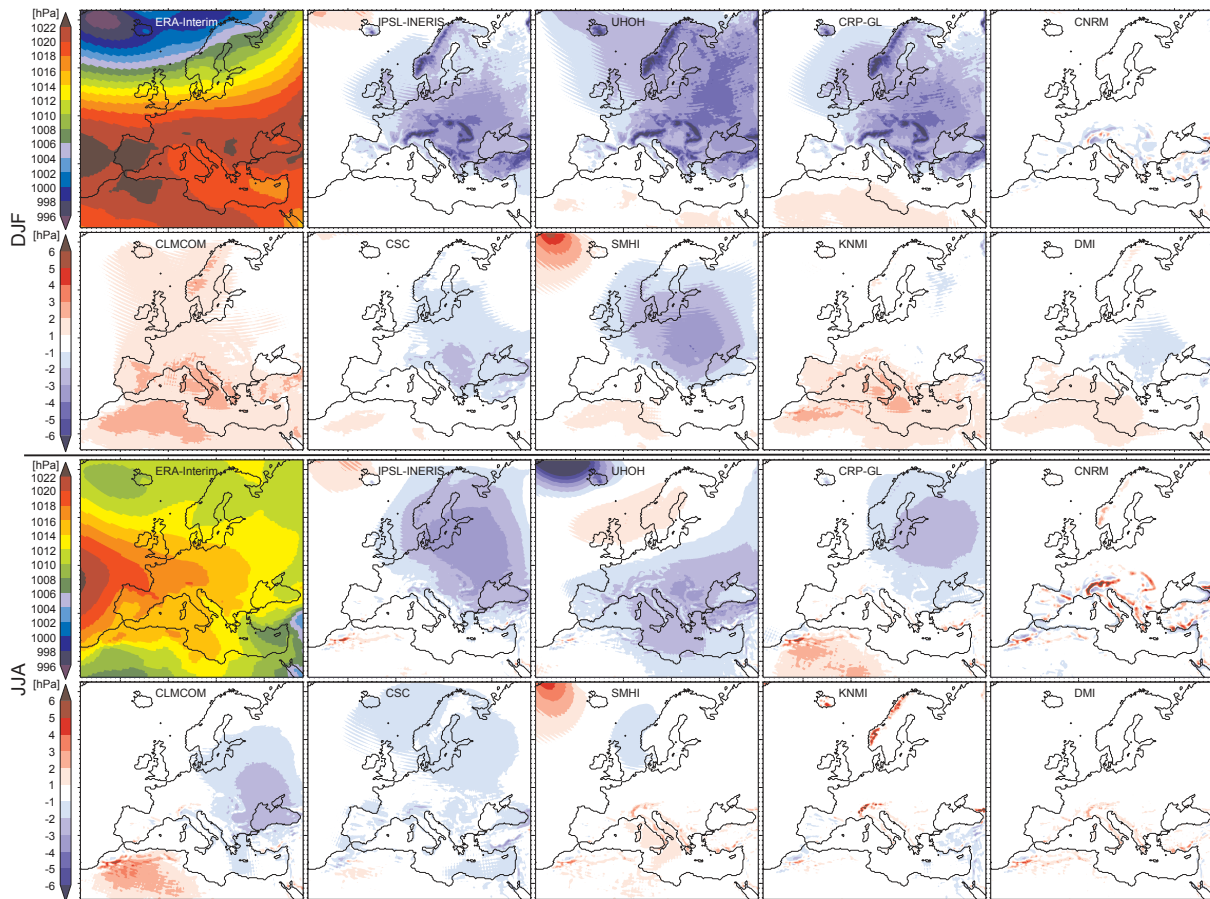 [hPa]
1022
1020
1018
1016
1014
1012
1010
1008
1006
1004
1002
1000
998
996
ERA-Interim
IPSL-INERIS
UHOH
CRP-GL
CNRM
DJF
[hPa]
6
5
4
3
2
1
-1
-2
-3
-4
-5
-6
CLMCOM
CSC
SMHI
KNMI
DMI
[hPa]
1022
1020
1018
1016
1014
1012
1010
1008
1006
1004
1002
1000
998
996
ERA-Interim
IPSL-INERIS
UHOH
CRP-GL
CNRM
JJA
[hPa]
6
5
4
3
2
1
-1
-2
-3
-4
-5
-6
CLMCOM
CSC
SMHI
KNMI
DMI